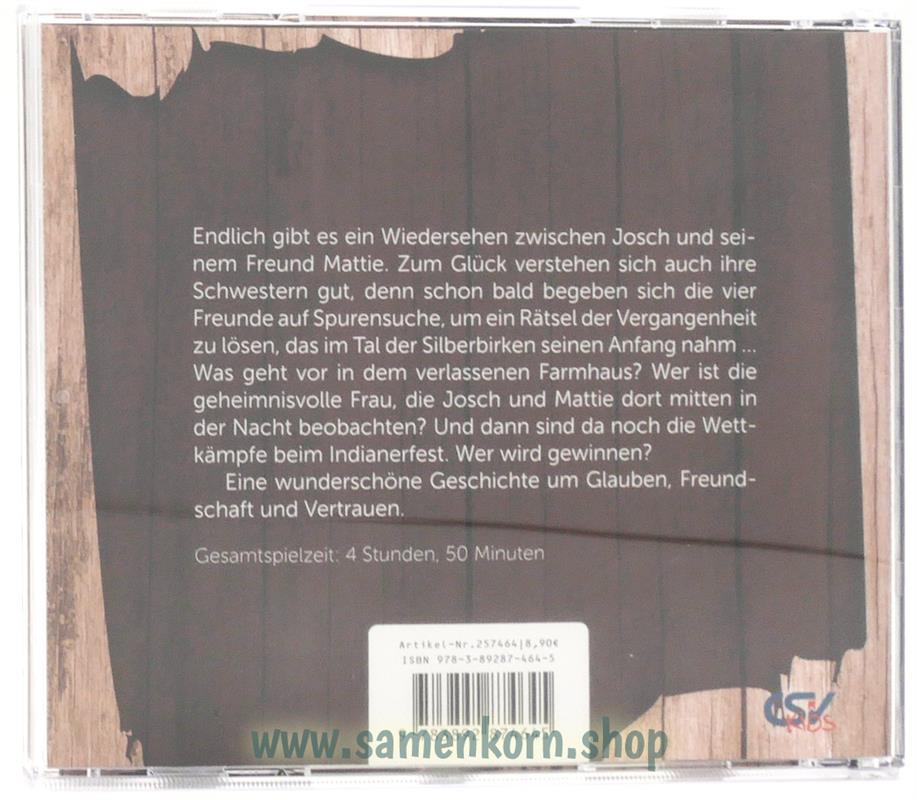 Endlich gibt es ein Wiedersehen zwischen Josch und sei-
nem Freund Mattie. Zum Glück verstehen sich auch ihre
Schwestern gut, denn schon bald begeben sich die vier
Freunde auf Spurensuche, um ein Rätsel der Vergangenheit
zu lösen, das im Tal der Silberbirken seinen Anfang nahm ...
Was geht vor in dem verlassenen Farmhaus? Wer ist die
geheimnisvolle Frau, die Josch und Mattie dort mitten in
der Nacht beobachten? Und dann sind da noch die Wett-
kämpfe beim Indianerfest. Wer wird gewinnen?
Eine wunderschöne Geschichte um Glauben, Freund-
schaft und Vertrauen.
Gesamtspielzeit: 4 Stunden, 50 Minuten
Artikel-Nr.257464|8,90€
ISBN 978-3-89287-464-5
CSV
KIDS
www.samenkorn.shop